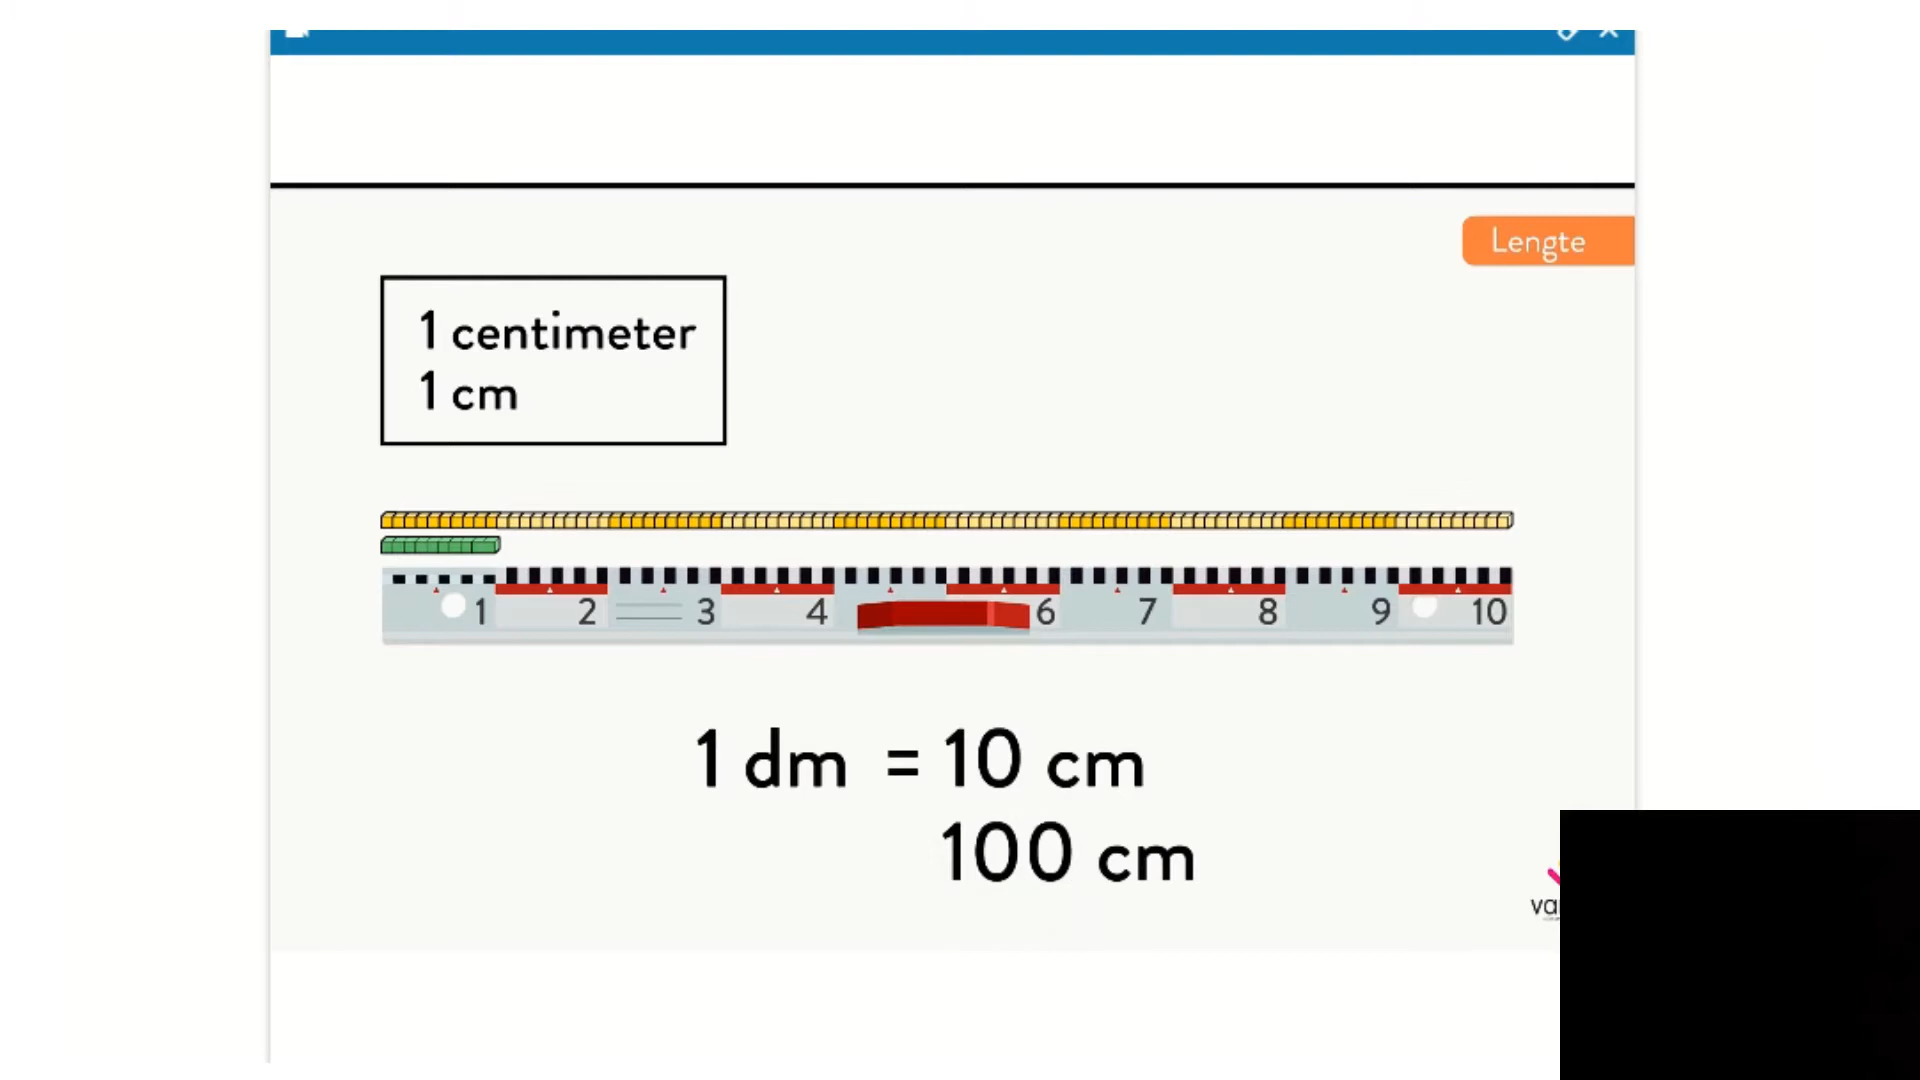 Lengte
1 centimeter
1 cm
1 2 3 4 6 7 8 9 10
1 dm = 10 cm
100 cm